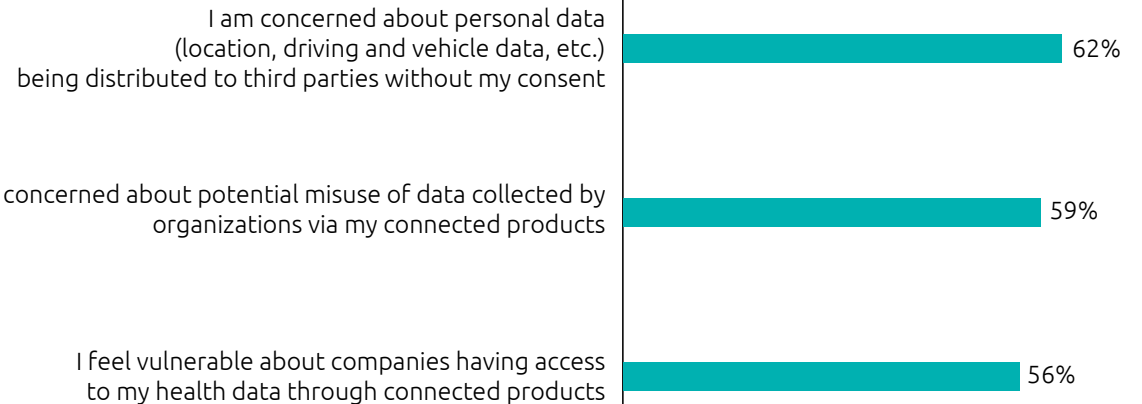 I am concerned about personal data
(location, driving and vehicle data, etc.)
being distributed to third parties without my consent
62%
concerned about potential misuse of data collected by
organizations via my connected products
59%
I feel vulnerable about companies having access
to my health data through connected products
56%